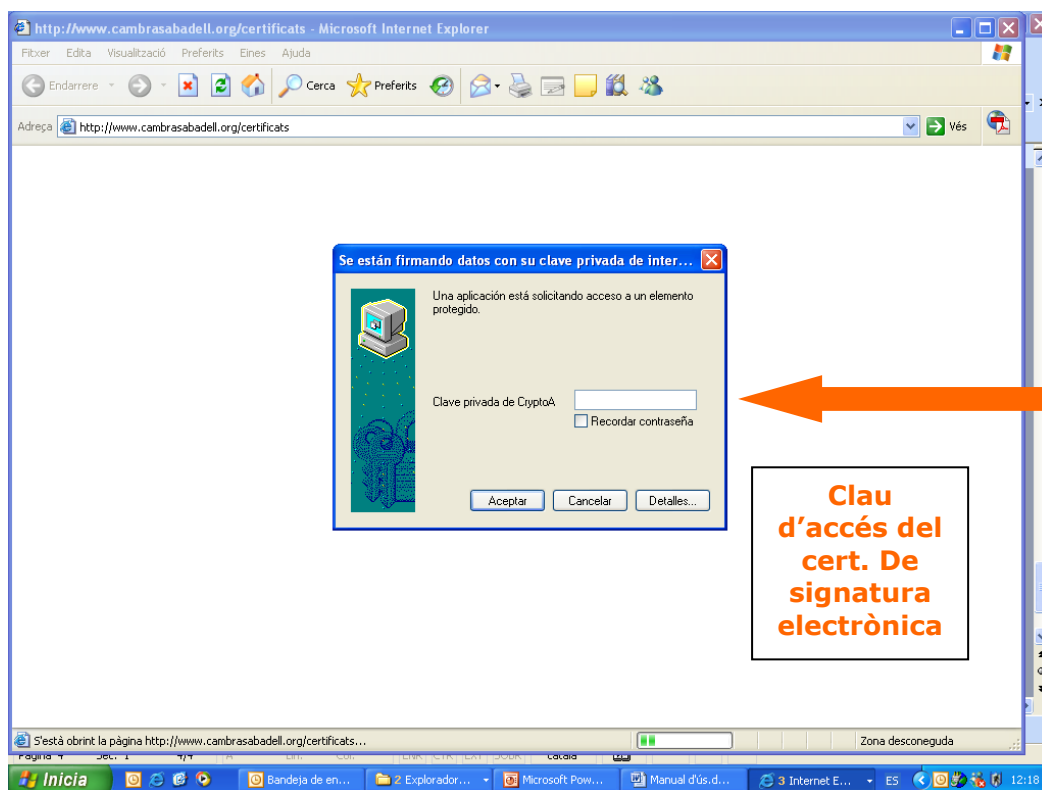 http://www.cambrasabadell.org/certificats - Microsoft Internet Explorer
Fitxer Edita Visualització Preferits Eines Ajuda
Endarrere Cerca Preferits
Adreça http://www.cambrasabadell.org/certificats Vés
Se están firmando datos con su clave privada de inter...
Una aplicación está solicitando acceso a un elemento
protegido.
Clave privada de CryptoA
Recordar contraseña
Aceptar Cancelar Detalles...
Clau
d'accés del
cert. De
signatura
electrònica
S'està obrint la pàgina http://www.cambrasabadell.org/certificats... Zona desconeguda
Inicia Bandeja de en... 2 Explorador... Microsoft Pow... Manual d'ús.d... 3 Internet E... ES 12:18